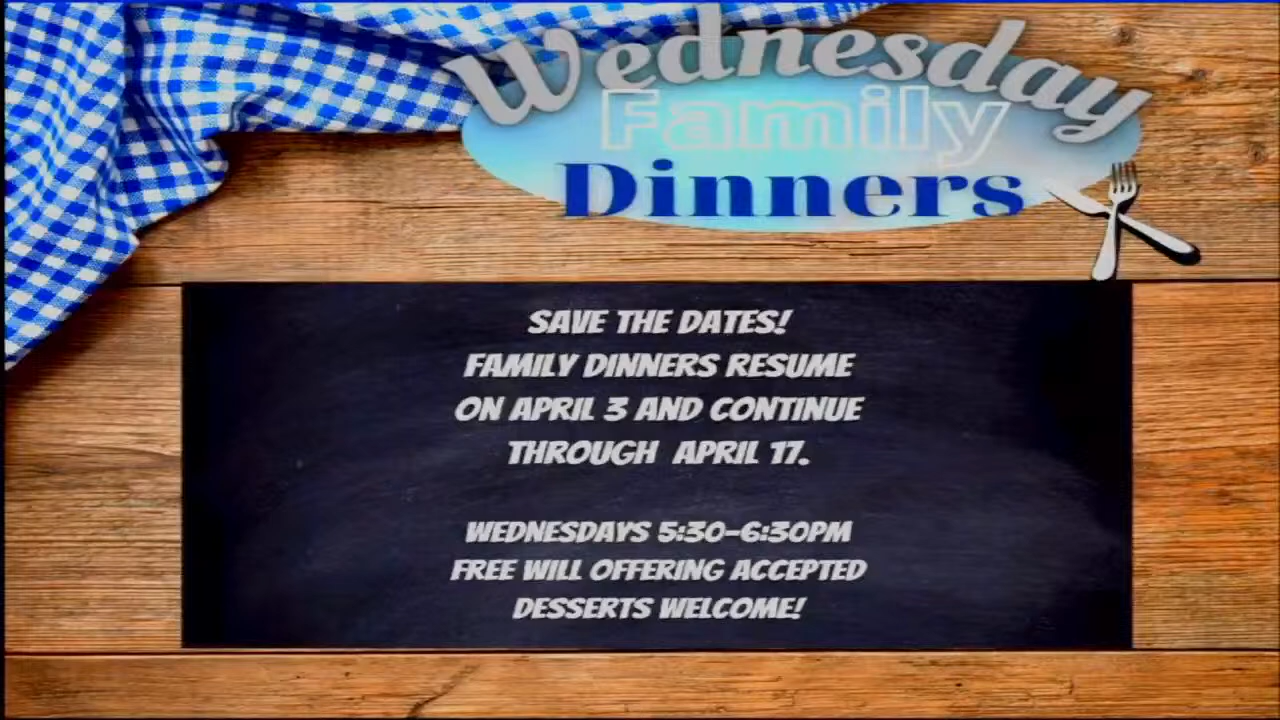 Wednesday
Family
Dinners
SAVE THE DATES!
FAMILY DINNERS RESUME
ON APRIL 3 AND CONTINUE
THROUGH APRIL 17.
WEDNESDAYS 5:30-6:30PM
FREE WILL OFFERING ACCEPTED
DESSERTS WELCOME!